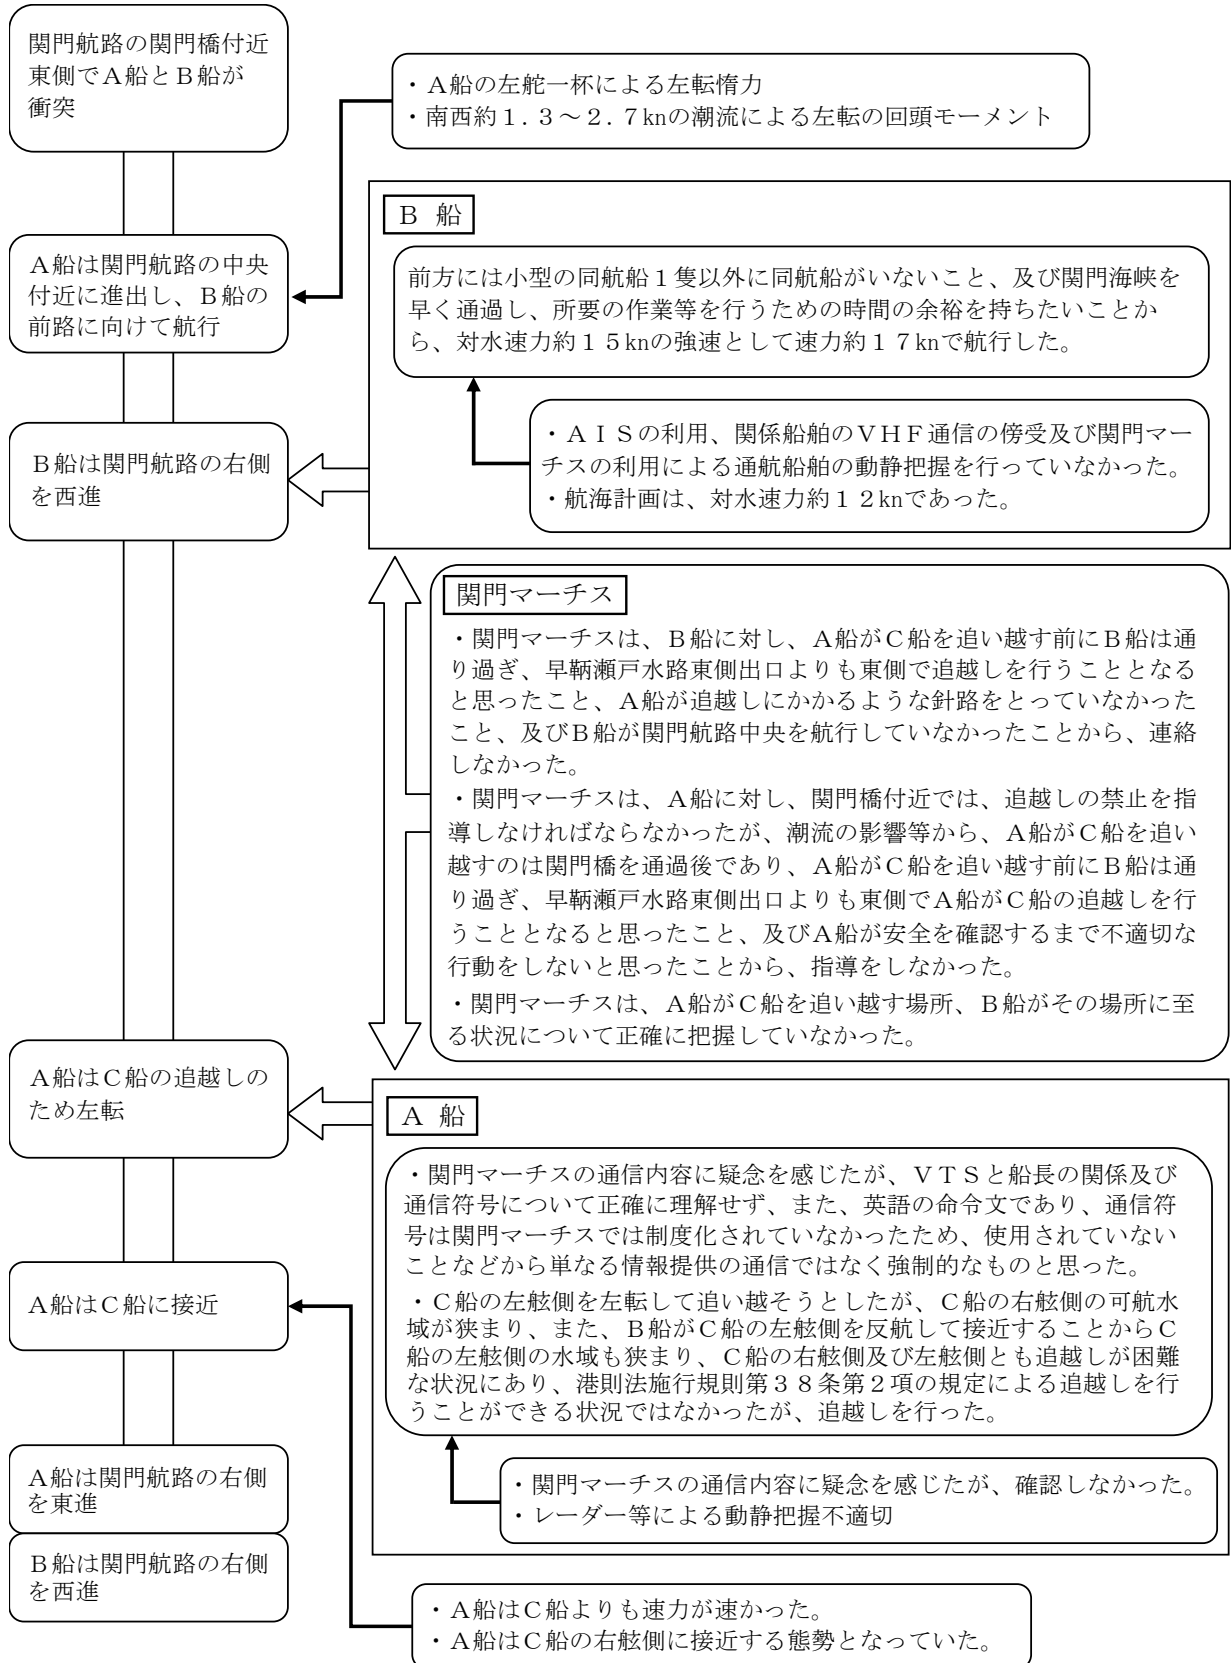 関門航路の関門橋付近
東側でA船とB船が
衝突
・A船の左舵一杯による左転惰力
・南西約1.3～2.7knの潮流による左転の回頭モーメント
B 船
A船は関門航路の中央
付近に進出し、B船の
前路に向けて航行
前方には小型の同航船1隻以外に同航船がいないこと、及び関門海峡を
早く通過し、所要の作業等を行うための時間の余裕を持ちたいことか
ら、対水速力約15knの強速として速力約17knで航行した。
B船は関門航路の右側
を西進
・AISの利用、関係船舶のVHF通信の傍受及び関門マー
チスの利用による通航船舶の動静把握を行っていなかった。
・航海計画は、対水速力約12knであった。
関門マーチス
・関門マーチスは、B船に対し、A船がC船を追い越す前にB船は通
り過ぎ、早鞆瀬戸水路東側出口よりも東側で追越しを行うこととなる
と思ったこと、A船が追越しにかかるような針路をとっていなかった
こと、及びB船が関門航路中央を航行していなかったことから、連絡
しなかった。
・関門マーチスは、A船に対し、関門橋付近では、追越しの禁止を指
導しなければならなかったが、潮流の影響等から、A船がC船を追い
越すのは関門橋を通過後であり、A船がC船を追い越す前にB船は通
り過ぎ、早鞆瀬戸水路東側出口よりも東側でA船がC船の追越しを行
うこととなると思ったこと、及びA船が安全を確認するまで不適切な
行動をしないと思ったことから、指導をしなかった。
・関門マーチスは、A船がC船を追い越す場所、B船がその場所に至
る状況について正確に把握していなかった。
A船はC船の追越しの
ため左転
A 船
・関門マーチスの通信内容に疑念を感じたが、VTSと船長の関係及び
通信符号について正確に理解せず、また、英語の命令文であり、通信符
号は関門マーチスでは制度化されていなかったため、使用されていない
ことなどから単なる情報提供の通信ではなく強制的なものと思った。
・C船の左舷側を左転して追い越そうとしたが、C船の右舷側の可航水
域が狭まり、また、B船がC船の左舷側を反航して接近することからC
船の左舷側の水域も狭まり、C船の右舷側及び左舷側とも追越しが困難
な状況にあり、港則法施行規則第38条第2項の規定による追越しを行
うことができる状況ではなかったが、追越しを行った。
A船はC船に接近
・関門マーチスの通信内容に疑念を感じたが、確認しなかった。
・レーダー等による動静把握不適切
A船は関門航路の右側
を東進
B船は関門航路の右側
を西進
・A船はC船よりも速力が速かった。
・A船はC船の右舷側に接近する態勢となっていた。